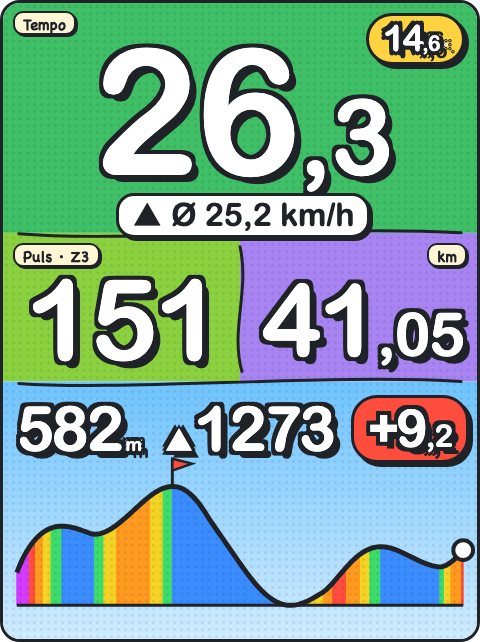 Tempo
14,6
26,3
▲ Ø 25,2 km/h
Puls · Z3
km
151
41,05
582m ▲1273 +9,2